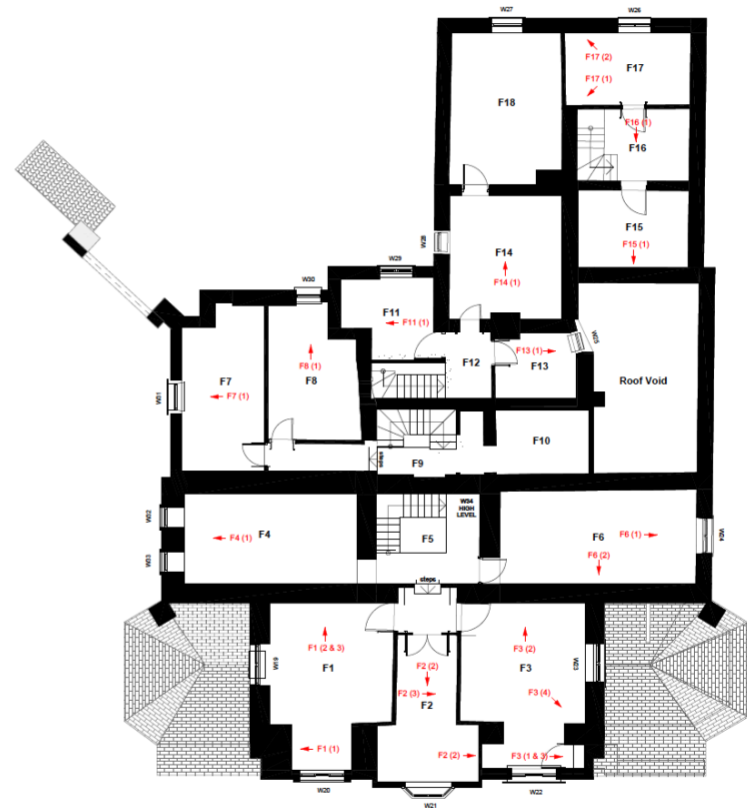 W27
W26
F17 (2)
F17
F17 (1)
F18
F16 (1)
F16
F15
F15 (1)
W28
F14
F14 (1)
W29
W30
F11
F11 (1)
W25
F13 (1)
F12
F13
Roof Void
F7
F8
F8 (1)
F7 (1)
W31
F10
F9
steps
W32
W34
HIGH
LEVEL
F4
F4 (1)
F5
F6
F6 (1)
F6 (2)
W24
W33
steps
F1 (2 & 3)
F1
W19
F2 (2)
F2 (3)
F2
F3 (2)
F3
W23
F3 (4)
F1 (1)
F2 (2)
F3 (1 & 3)
W20
W21
W22